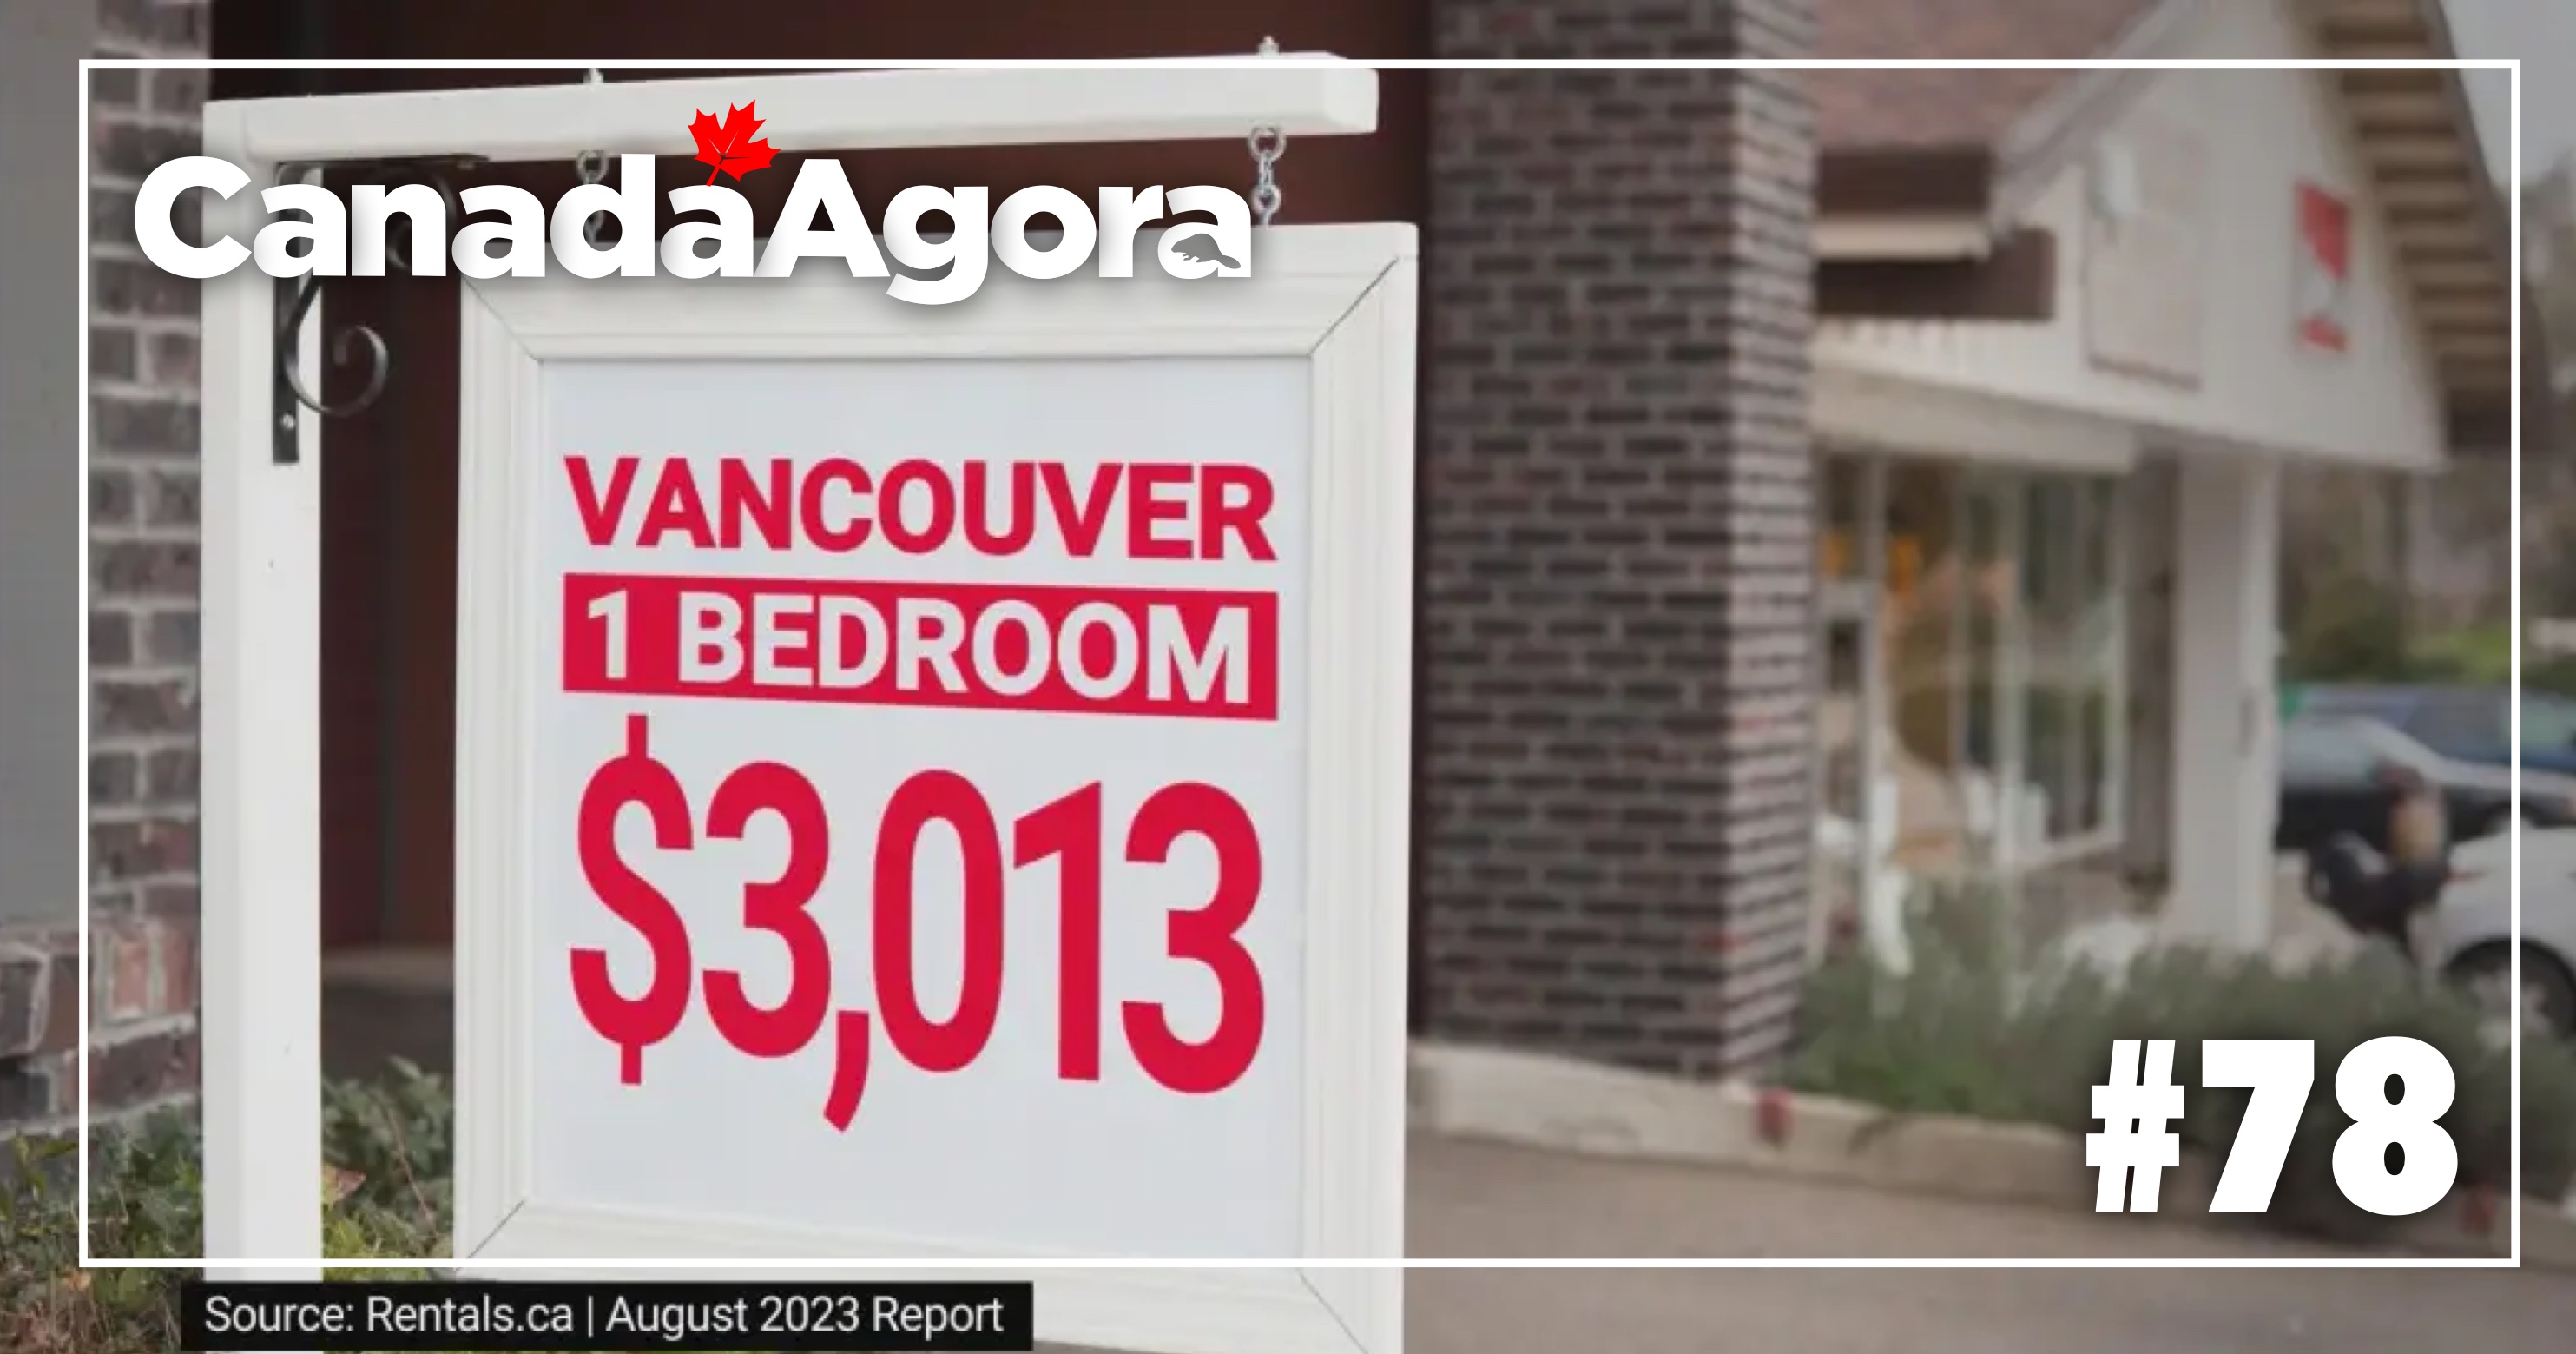 CanadaAgora
VANCOUVER
1 BEDROOM
$3,013
#78
Source: Rentals.ca | August 2023 Report